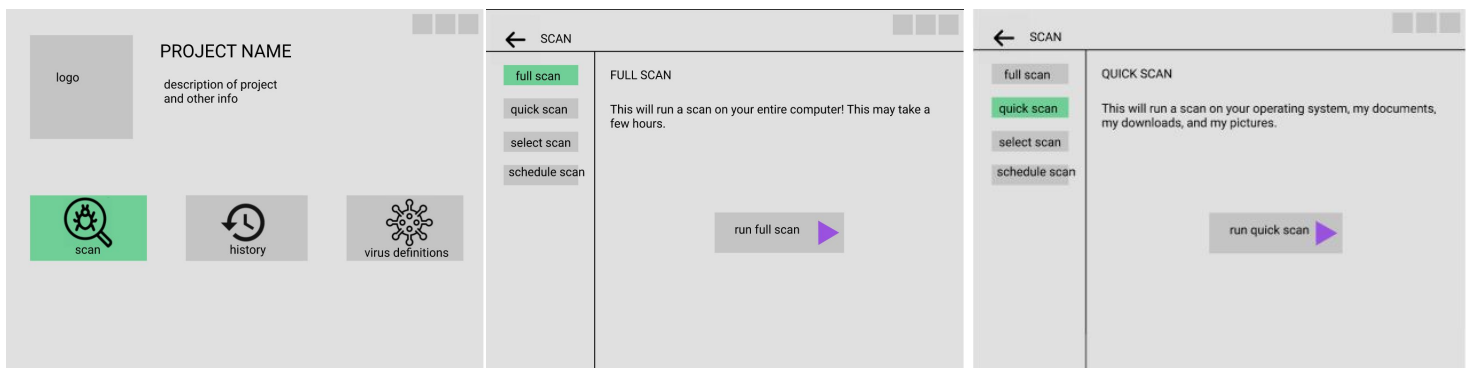 logo
PROJECT NAME
description of project
and other info
scan
history
virus definitions
SCAN
full scan
quick scan
select scan
schedule scan
FULL SCAN
This will run a scan on your entire computer! This may take a
few hours.
run full scan
SCAN
full scan
quick scan
select scan
schedule scan
QUICK SCAN
This will run a scan on your operating system, my documents,
my downloads, and my pictures.
run quick scan